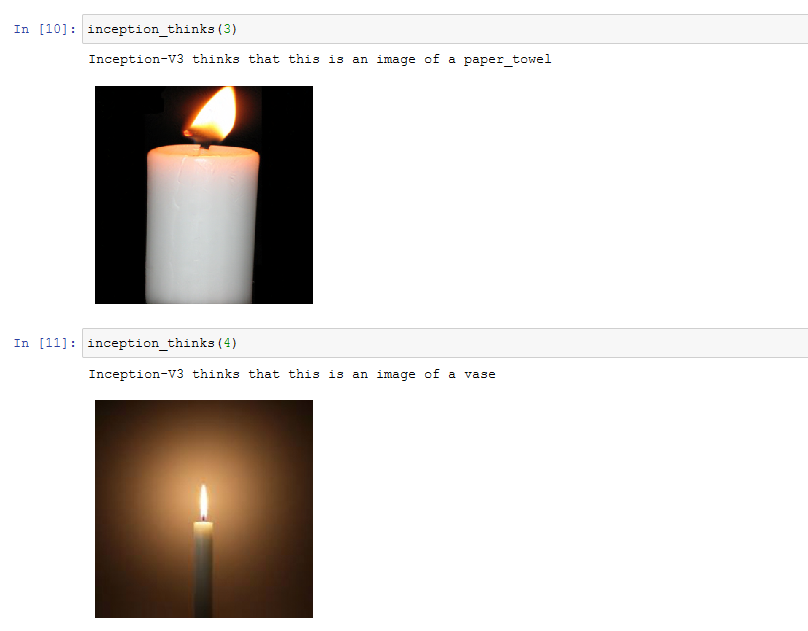 In [10]: inception_thinks(3)
Inception-V3 thinks that this is an image of a paper_towel
In [11]: inception_thinks(4)
Inception-V3 thinks that this is an image of a vase